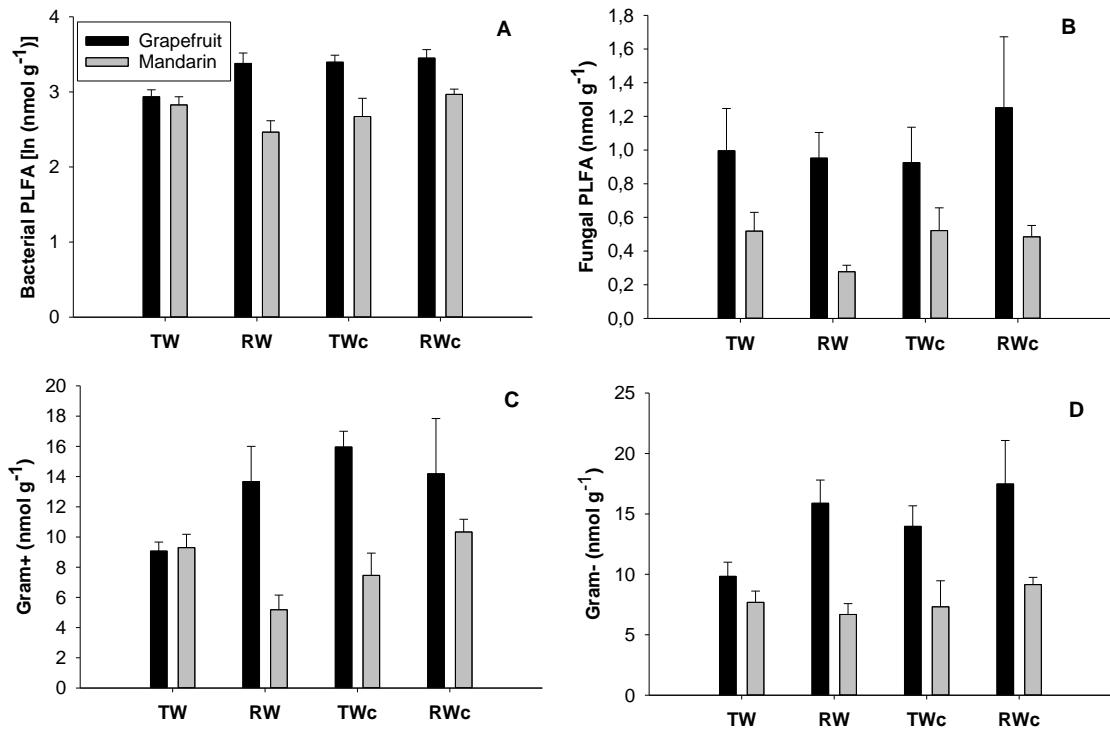 A
Grapefruit
Mandarin
Bacterial PLFA [ln (nmol g-1)]
4
3
2
1
0
TW RW TWc RWc
B
Fungal PLFA (nmol g-1)
1,8
1,6
1,4
1,2
1,0
0,8
0,6
0,4
0,2
0,0
TW RW TWc RWc
C
Gram+ (nmol g-1)
20
18
16
14
12
10
8
6
4
2
0
TW RW TWc RWc
D
Gram- (nmol g-1)
25
20
15
10
5
0
TW RW TWc RWc